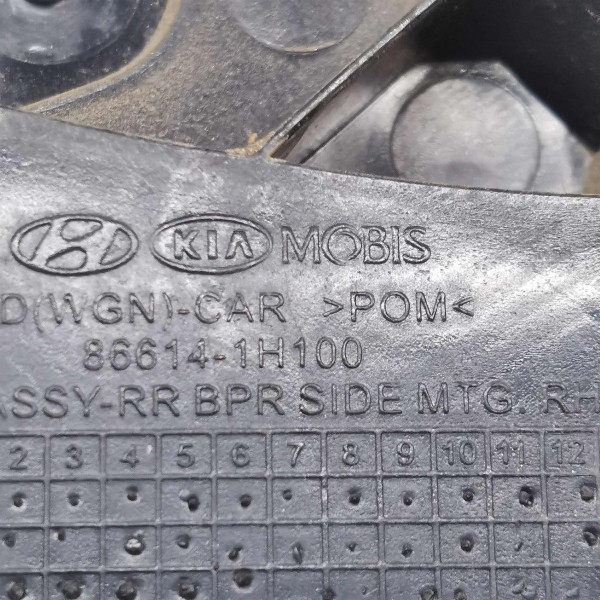 KIA MOBIS
D(WGN)-CAR >POM<
86614-1H100
ASSY-RR BPR SIDE MTG. RH
2 3 4 5 6 7 8 9 10 11 12